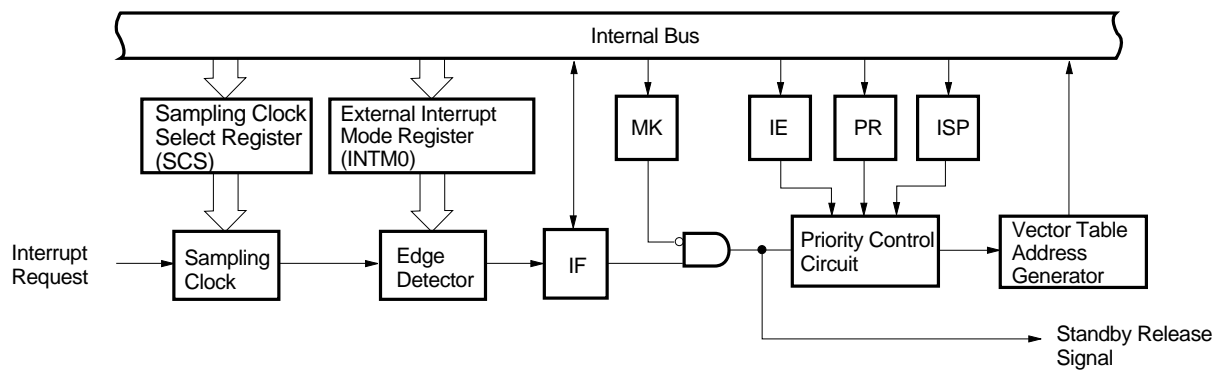 Internal Bus
Sampling Clock
Select Register
(SCS)
External Interrupt
Mode Register
(INTM0)
MK
IE
PR
ISP
Interrupt
Request
Sampling
Clock
Edge
Detector
IF
Priority Control
Circuit
Vector Table
Address
Generator
Standby Release
Signal